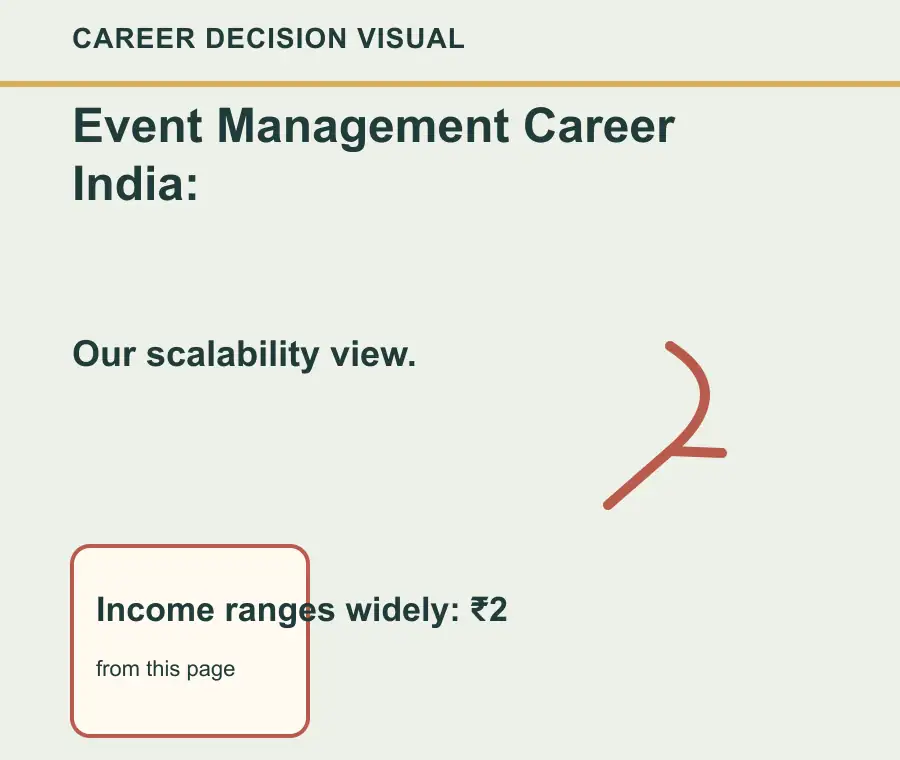 CAREER DECISION VISUAL
Event Management Career
India:
Our scalability view.
Income ranges widely: ₹2
from this page